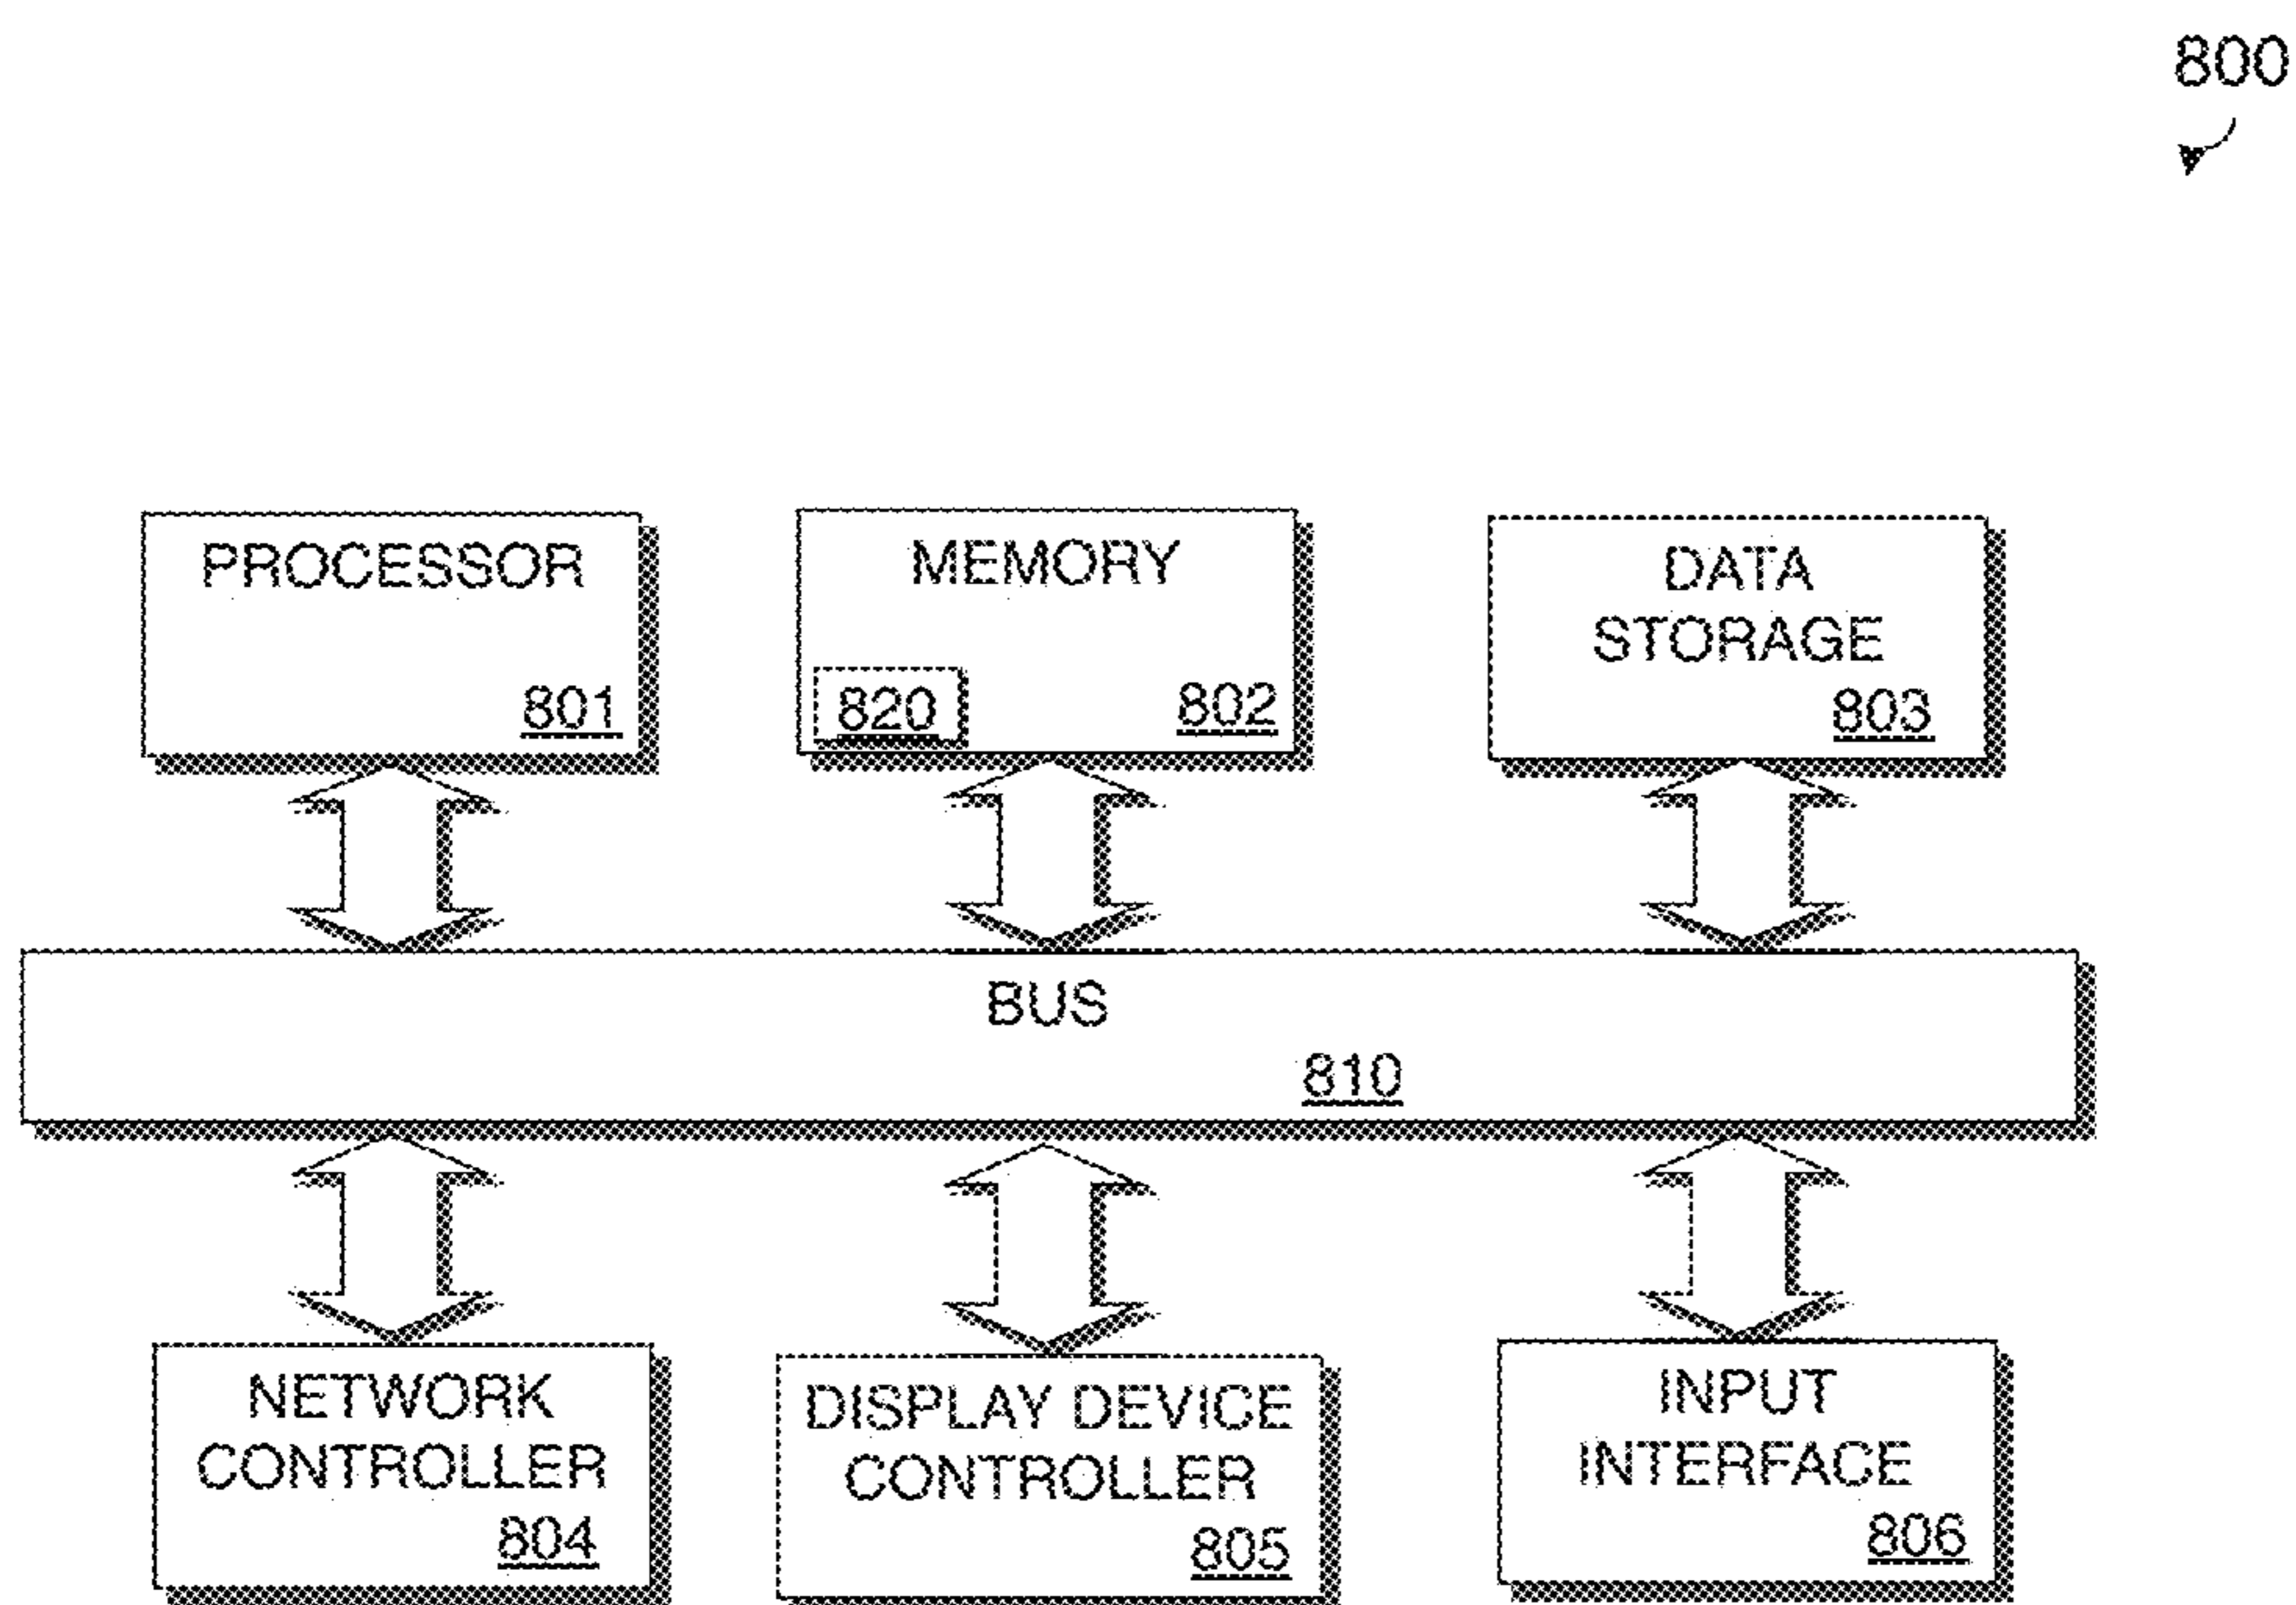 800
PROCESSOR
801
MEMORY
820
802
DATA
STORAGE
803
BUS
810
NETWORK
CONTROLLER
804
DISPLAY DEVICE
CONTROLLER
805
INPUT
INTERFACE
806